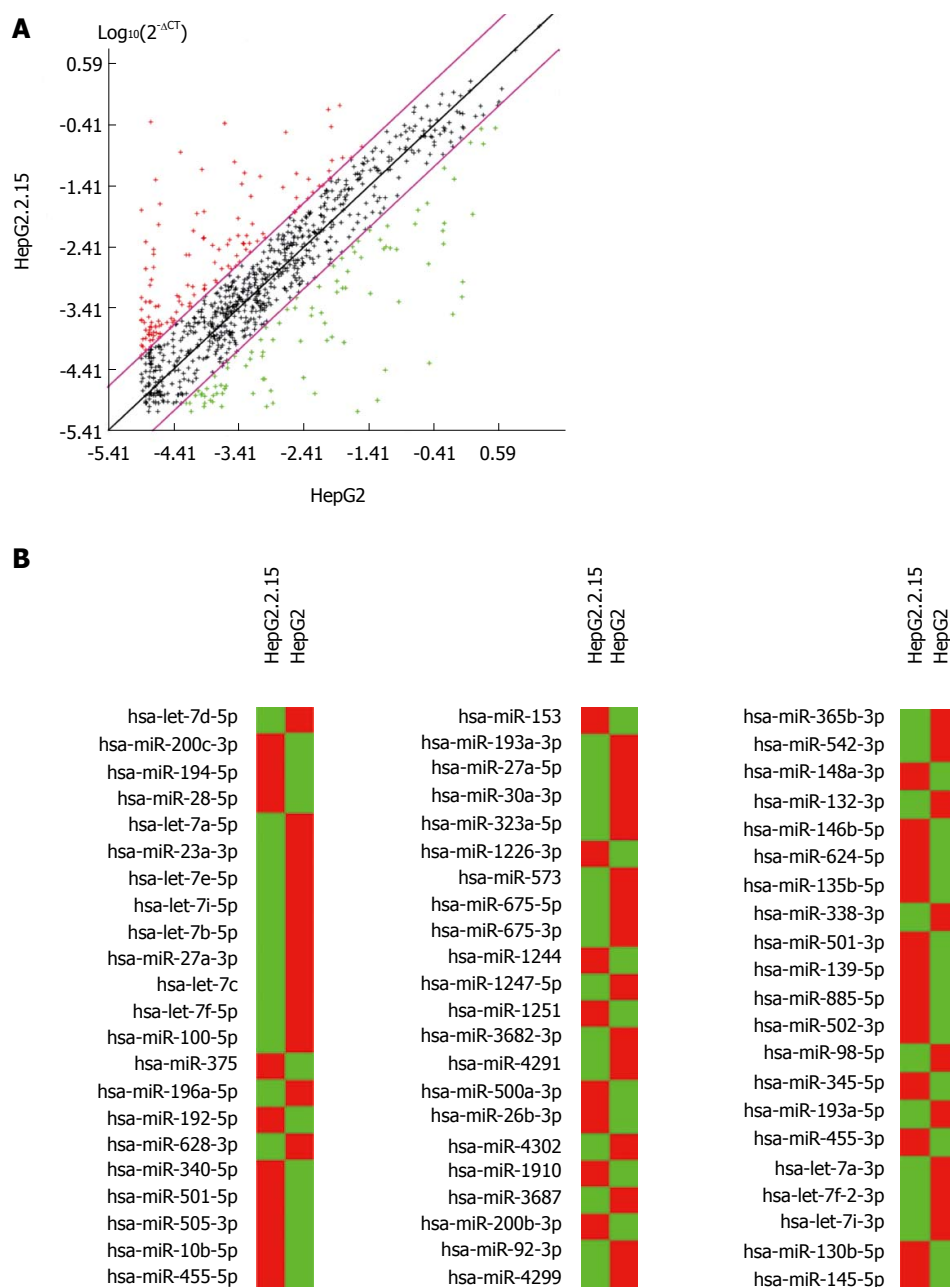 A
Log10(2-ΔCT)
0.59
-0.41
-1.41
-2.41
-3.41
-4.41
-5.41
HepG2.2.15
-5.41 -4.41 -3.41 -2.41 -1.41 -0.41 0.59
HepG2
B
HepG2.2.15
HepG2
hsa-let-7d-5p
hsa-miR-200c-3p
hsa-miR-194-5p
hsa-miR-28-5p
hsa-let-7a-5p
hsa-miR-23a-3p
hsa-let-7e-5p
hsa-let-7i-5p
hsa-let-7b-5p
hsa-miR-27a-3p
hsa-let-7c
hsa-let-7f-5p
hsa-miR-100-5p
hsa-miR-375
hsa-miR-196a-5p
hsa-miR-192-5p
hsa-miR-628-3p
hsa-miR-340-5p
hsa-miR-501-5p
hsa-miR-505-3p
hsa-miR-10b-5p
hsa-miR-455-5p
HepG2.2.15
HepG2
hsa-miR-153
hsa-miR-193a-3p
hsa-miR-27a-5p
hsa-miR-30a-3p
hsa-miR-323a-5p
hsa-miR-1226-3p
hsa-miR-573
hsa-miR-675-5p
hsa-miR-675-3p
hsa-miR-1244
hsa-miR-1247-5p
hsa-miR-1251
hsa-miR-3682-3p
hsa-miR-4291
hsa-miR-500a-3p
hsa-miR-26b-3p
hsa-miR-4302
hsa-miR-1910
hsa-miR-3687
hsa-miR-200b-3p
hsa-miR-92-3p
hsa-miR-4299
HepG2.2.15
HepG2
hsa-miR-365b-3p
hsa-miR-542-3p
hsa-miR-148a-3p
hsa-miR-132-3p
hsa-miR-146b-5p
hsa-miR-624-5p
hsa-miR-135b-5p
hsa-miR-338-3p
hsa-miR-501-3p
hsa-miR-139-5p
hsa-miR-885-5p
hsa-miR-502-3p
hsa-miR-98-5p
hsa-miR-345-5p
hsa-miR-193a-5p
hsa-miR-455-3p
hsa-let-7a-3p
hsa-let-7f-2-3p
hsa-let-7i-3p
hsa-miR-130b-5p
hsa-miR-145-5p